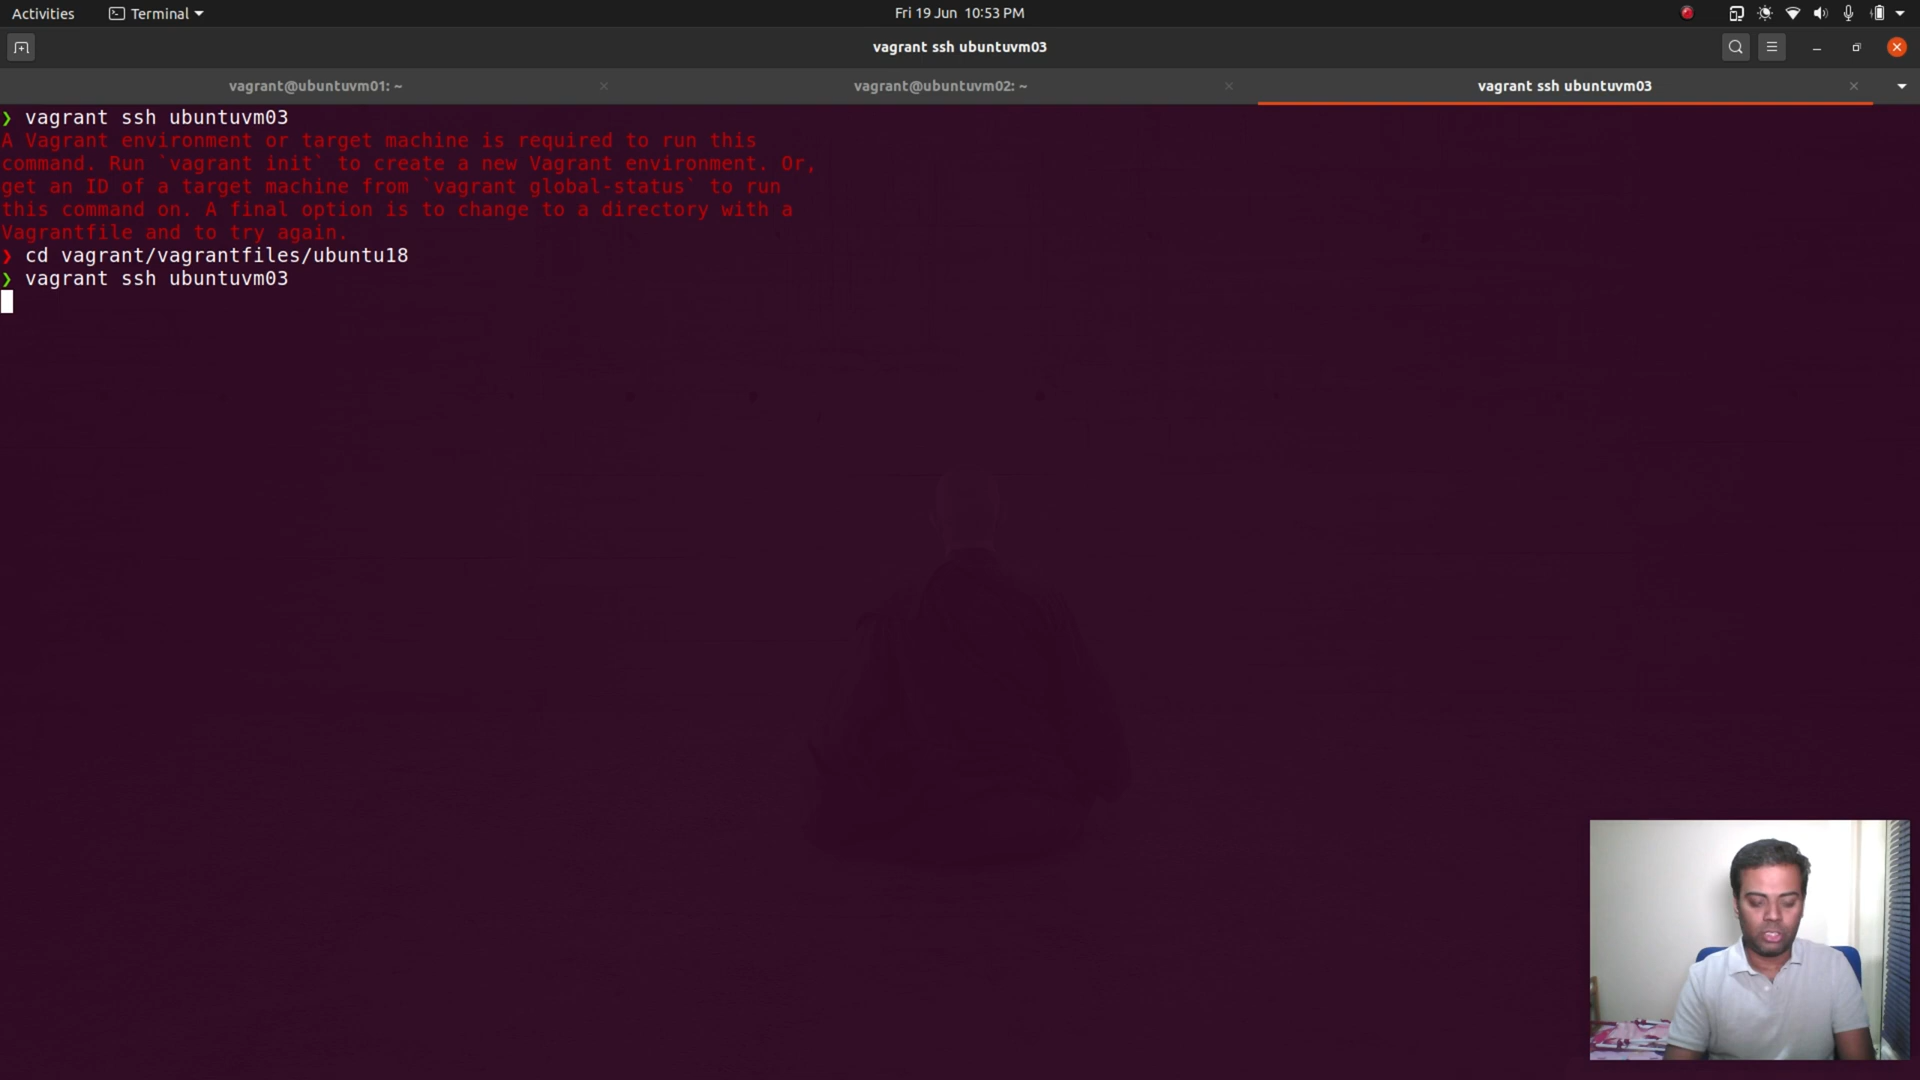 Activities
Terminal
Fri 19 Jun 10:53 PM
vagrant ssh ubuntuvm03
vagrant@ubuntuvm01: ~
vagrant@ubuntuvm02: ~
vagrant ssh ubuntuvm03
❯ vagrant ssh ubuntuvm03
A Vagrant environment or target machine is required to run this
command. Run `vagrant init` to create a new Vagrant environment. Or,
get an ID of a target machine from `vagrant global-status` to run
this command on. A final option is to change to a directory with a
Vagrantfile and to try again.
❯ cd vagrant/vagrantfiles/ubuntu18
❯ vagrant ssh ubuntuvm03